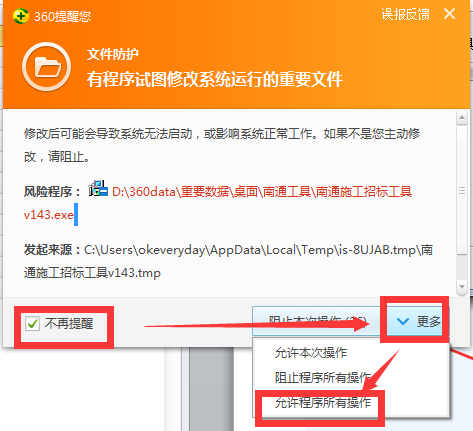 360提醒您
误报反馈
文件防护
有程序试图修改系统运行的重要文件
修改后可能会导致系统无法启动，或影响系统正常工作。如果不是您主动修
改，请阻止。
风险程序： D:\360data\重要数据\桌面\南通工具\南通施工招标工具
v143.exe
发起来源：C:\Users\okeveryday\AppData\Local\Temp\is-8UJAB.tmp\南
通施工招标工具v143.tmp
不再提醒
阻止本次操作
更多
允许本次操作
阻止程序所有操作
允许程序所有操作